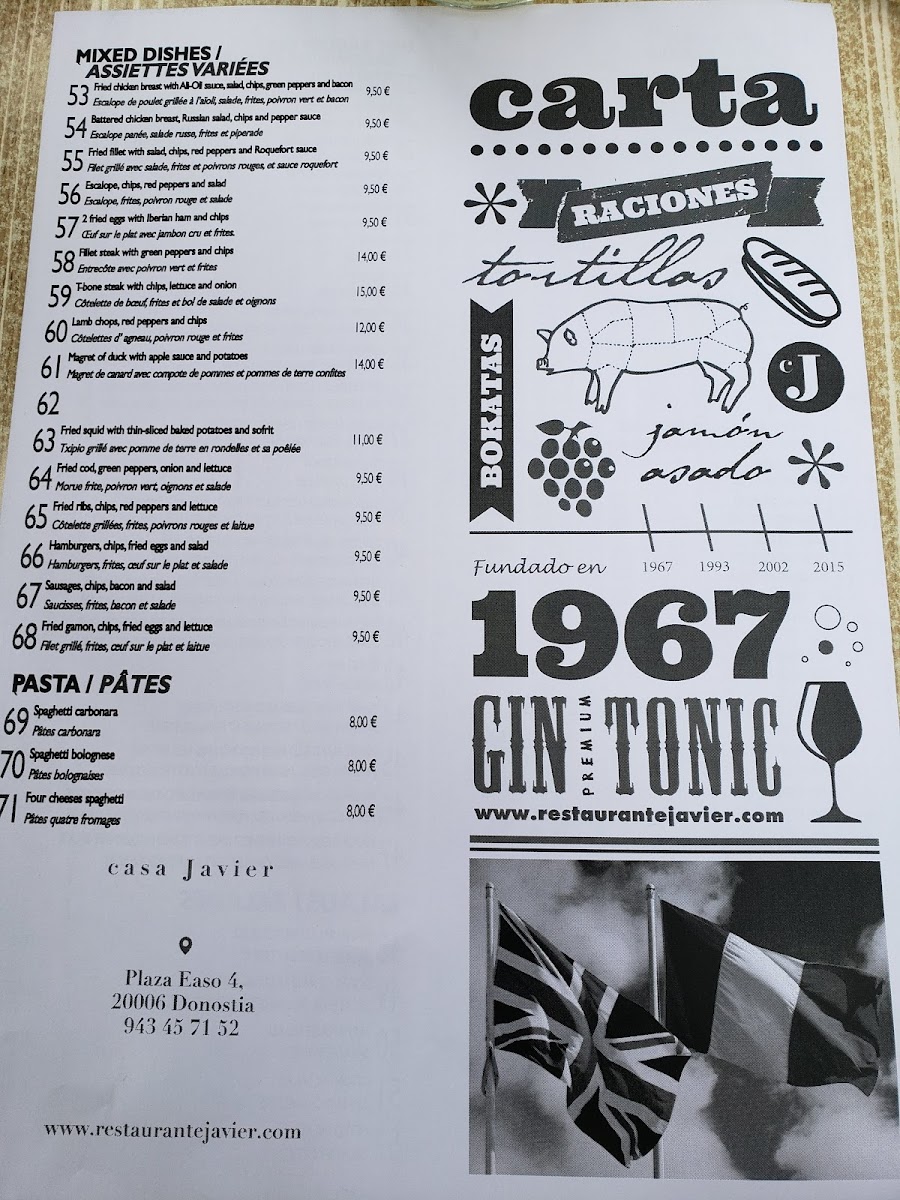 MIXED DISHES /
ASSIETTES VARIÉES
53 Fried chicken breast with All-Oil sauce, salad, chips, green peppers and bacon 9,50 €
Escalope de poulet grillée à l'aïoli, salade, frites, poivron vert et bacon
54 Battered chicken breast, Russian salad, chips and pepper sauce 9,50 €
Escalope panée, salade russe, frites et piperade
55 Fried fillet with salad, chips, red peppers and Roquefort sauce 9,50 €
Filet grillé avec salade, frites et poivrons rouges, et sauce roquefort
56 Escalope, chips, red peppers and salad 9,50 €
Escalope, frites, poivron rouge et salade
57 2 fried eggs with Iberian ham and chips 9,50 €
Œuf sur le plat avec jambon cru et frites.
58 Fillet steak with green peppers and chips 14,00 €
Entrecôte avec poivron vert et frites
59 T-bone steak with chips, lettuce and onion 15,00 €
Côtelette de bœuf, frites et bol de salade et oignons
60 Lamb chops, red peppers and chips 12,00 €
Côtelettes d' agneau, poivron rouge et frites
61 Magret of duck with apple sauce and potatoes 14,00 €
Magret de canard avec compote de pommes et pommes de terre confites
62
63 Fried squid with thin-sliced baked potatoes and sofrit 11,00 €
Txipio grillé avec pomme de terre en rondelles et sa poêlée
64 Fried cod, green peppers, onion and lettuce 9,50 €
Morue frite, poivron vert, oignons et salade
65 Fried ribs, chips, red peppers and lettuce 9,50 €
Côtelette grillées, frites, poivrons rouges et laitue
66 Hamburgers, chips, fried eggs and salad 9,50 €
Hamburgers, frites, œuf sur le plat et salade
67 Sausages, chips, bacon and salad 9,50 €
Saucisses, frites, bacon et salade
68 Fried gamon, chips, fried eggs and lettuce 9,50 €
Filet grillé, frites, œuf sur le plat et laitue
PASTA / PÂTES
69 Spaghetti carbonara 8,00 €
Pâtes carbonara
70 Spaghetti bolognese 8,00 €
Pâtes bolognaises
71 Four cheeses spaghetti 8,00 €
Pâtes quatre fromages
casa Javier
Plaza Easo 4,
20006 Donostia
943 45 71 52
www.restaurantejavier.com
carta
RACIONES
tortillas
BOKATAS
cJ
jamón
asado
Fundado en 1967 1993 2002 2015
1967
GIN PREMIUM TONIC
www.restaurantejavier.com